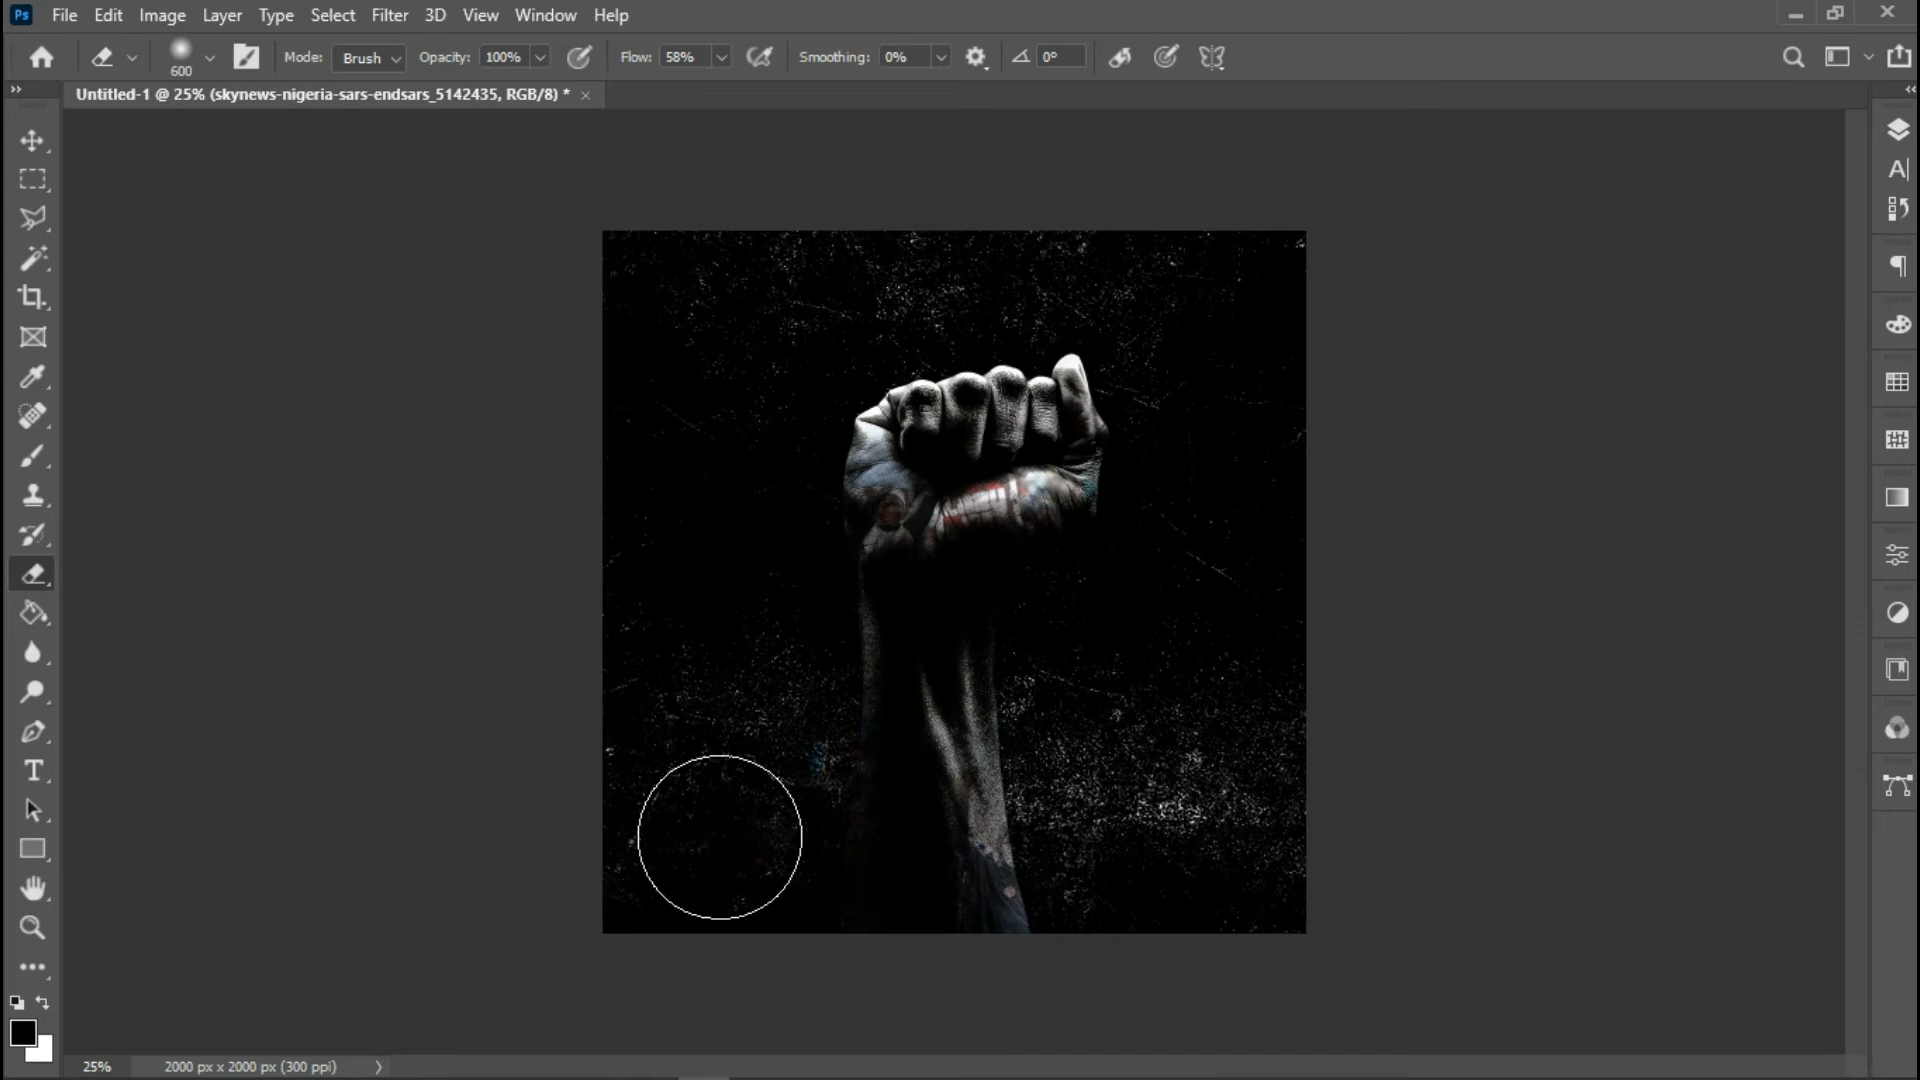 Ps File Edit Image Layer Type Select Filter 3D View Window Help
600 Mode: Brush Opacity: 100% Flow: 58% Smoothing: 0% 0°
Untitled-1 @ 25% (skynews-nigeria-sars-endsars_5142435, RGB/8) *
25% 2000 px x 2000 px (300 ppi)